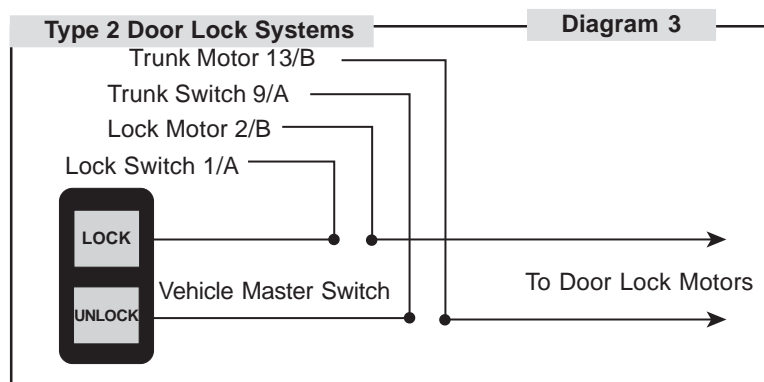 Type 2 Door Lock Systems
Diagram 3
Trunk Motor 13/B
Trunk Switch 9/A
Lock Motor 2/B
Lock Switch 1/A
LOCK
To Door Lock Motors
Vehicle Master Switch
UNLOCK